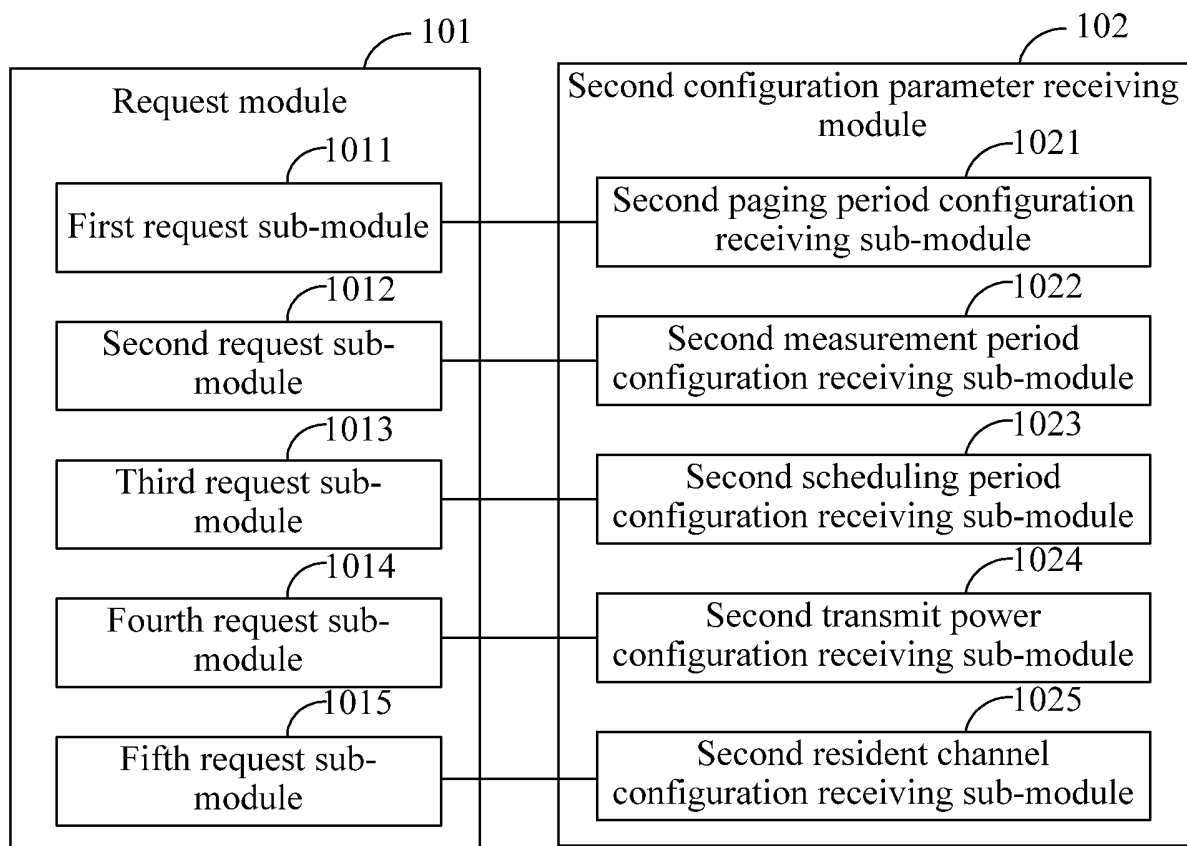 101
Request module
1011
First request sub-module
1012
Second request sub-
module
1013
Third request sub-
module
1014
Fourth request sub-
module
1015
Fifth request sub-
module
102
Second configuration parameter receiving
module
1021
Second paging period configuration
receiving sub-module
1022
Second measurement period
configuration receiving sub-module
1023
Second scheduling period
configuration receiving sub-module
1024
Second transmit power
configuration receiving sub-module
1025
Second resident channel
configuration receiving sub-module